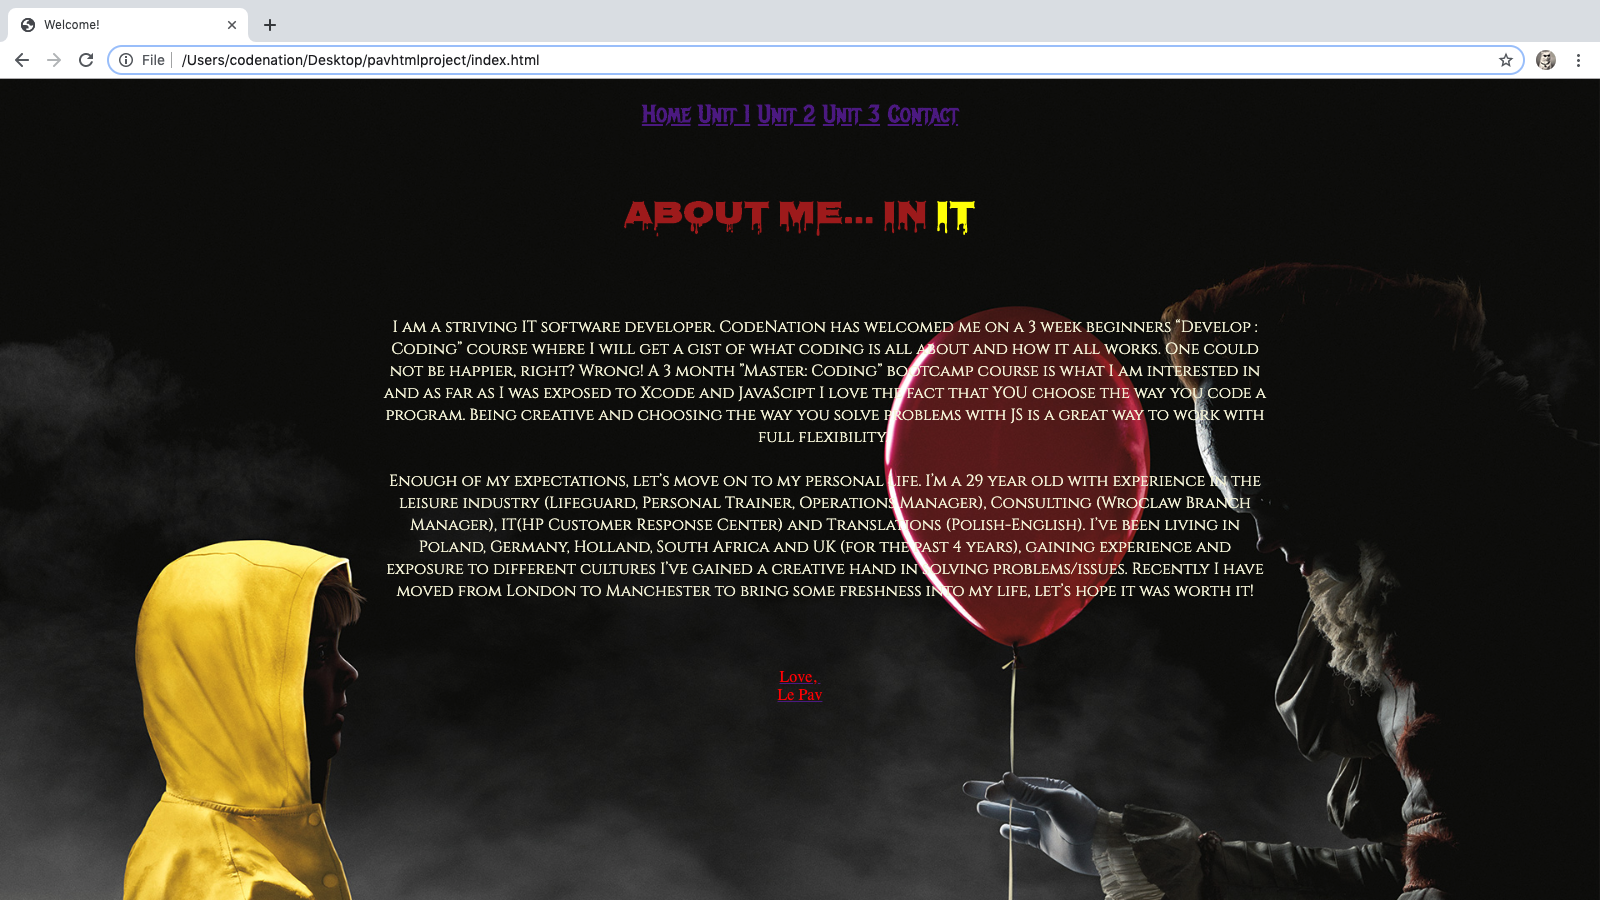 Welcome!
File /Users/codenation/Desktop/pavhtmlproject/index.html
Home Unit 1 Unit 2 Unit 3 Contact
ABOUT ME... IN IT
I am a striving IT software developer. CodeNation has welcomed me on a 3 week beginners “Develop :
Coding” course where I will get a gist of what coding is all about and how it all works. One could
not be happier, right? Wrong! A 3 month "Master: Coding” bootcamp course is what I am interested in
and as far as I was exposed to Xcode and JavaScipt I love the fact that YOU choose the way you code a
program. Being creative and choosing the way you solve problems with JS is a great way to work with
full flexibility.
Enough of my expectations, let’s move on to my personal life. I’m a 29 year old with experience in the
leisure industry (Lifeguard, Personal Trainer, Operations Manager), Consulting (Wroclaw Branch
Manager), IT(HP Customer Response Center) and Translations (Polish-English). I’ve been living in
Poland, Germany, Holland, South Africa and UK (for the past 4 years), gaining experience and
exposure to different cultures I’ve gained a creative hand in solving problems/issues. Recently I have
moved from London to Manchester to bring some freshness into my life, let’s hope it was worth it!
Love,
Le Pav